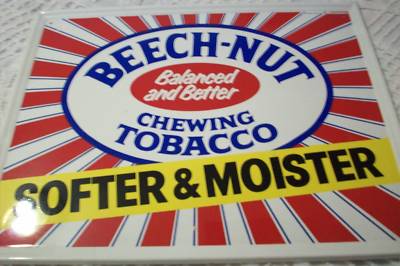 BEECH-NUT
Balanced
and Better
CHEWING
TOBACCO
SOFTER & MOISTER